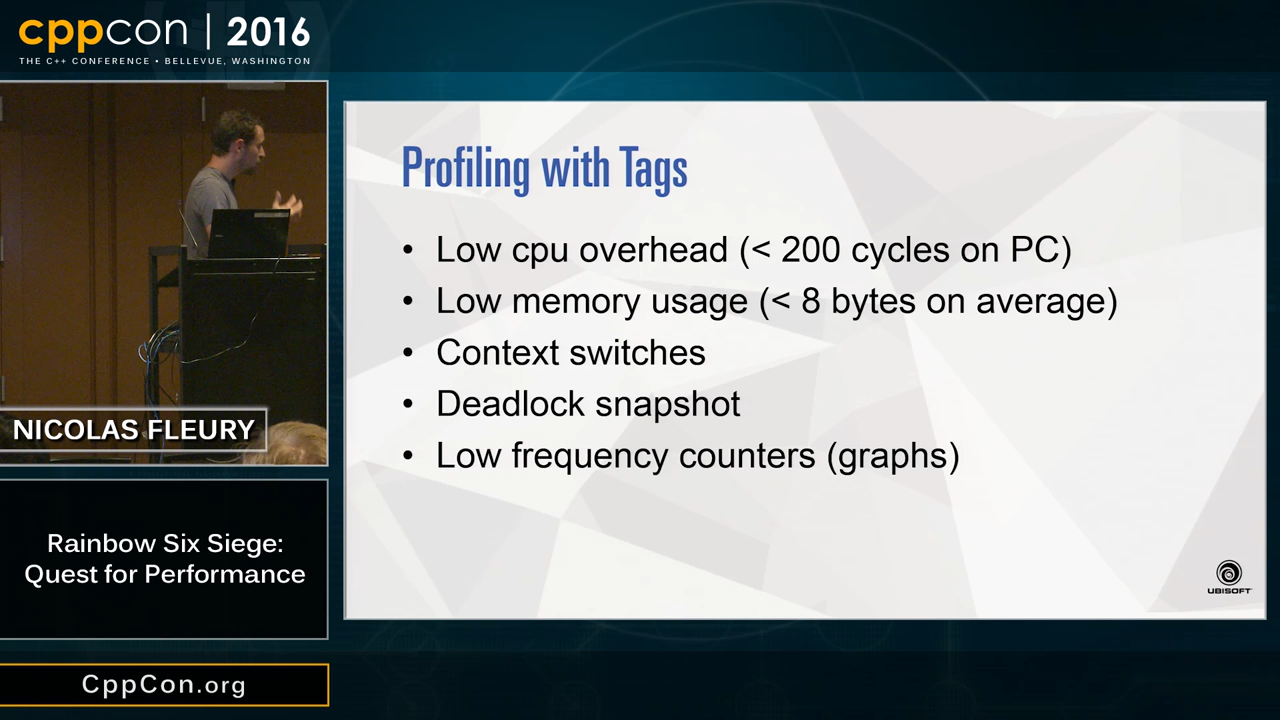 cppcon | 2016
THE C++ CONFERENCE • BELLEVUE, WASHINGTON
NICOLAS FLEURY
Rainbow Six Siege:
Quest for Performance
CppCon.org
Profiling with Tags
• Low cpu overhead (< 200 cycles on PC)
• Low memory usage (< 8 bytes on average)
• Context switches
• Deadlock snapshot
• Low frequency counters (graphs)
UBISOFT